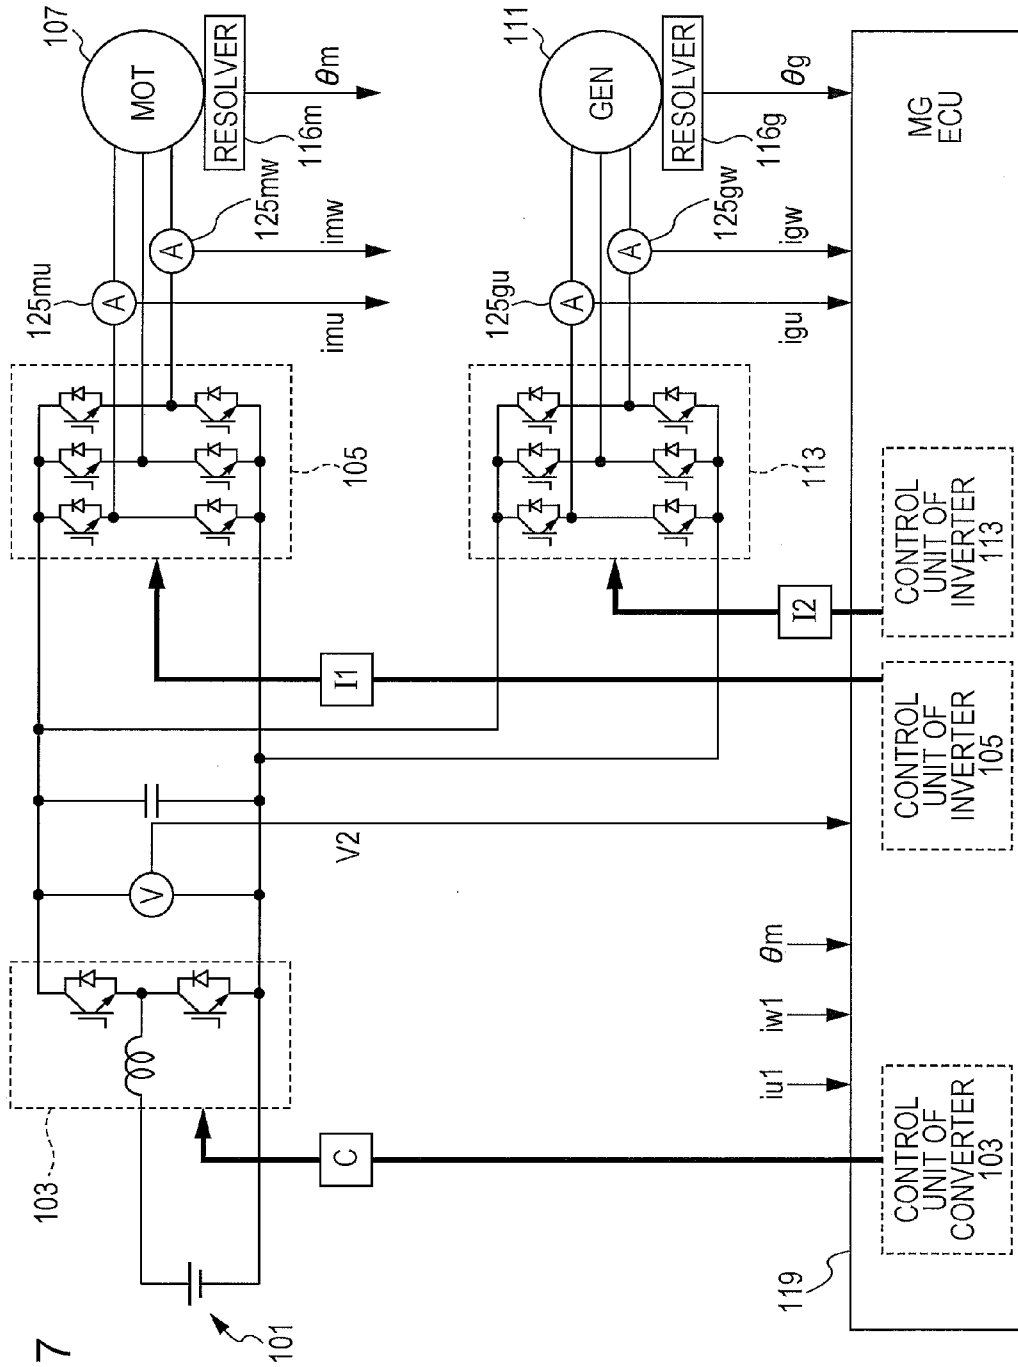 7
101
103
V
V2
C
I1
I2
105
113
125mu
A
imu
125mw
A
imw
107
MOT
RESOLVER
116m
θm
125gu
A
igu
125gw
A
igw
111
GEN
RESOLVER
116g
θg
119
MG
ECU
iu1
iw1
θm
CONTROL
UNIT OF
CONVERTER
103
CONTROL
UNIT OF
INVERTER
105
CONTROL
UNIT OF
INVERTER
113